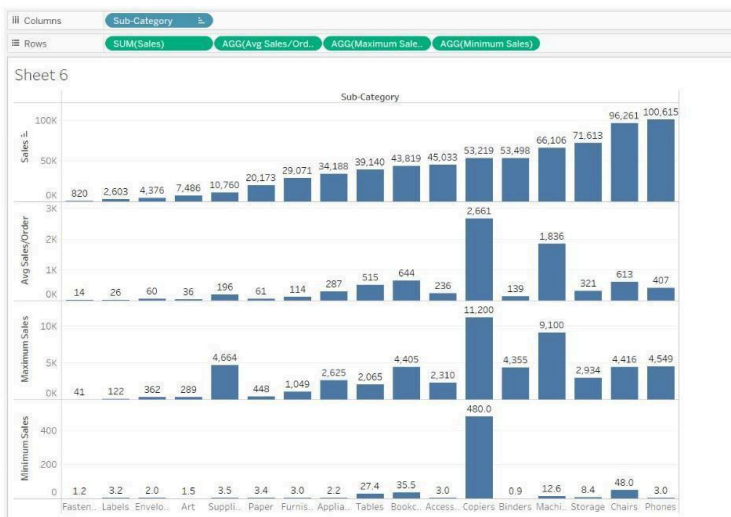 iii Columns Sub-Category
≡ Rows SUM(Sales) AGG(Avg Sales/Ord.. AGG(Maximum Sale.. AGG(Minimum Sales)
Sheet 6
Sub-Category
Sales
100K
50K
0K
820 2,603 4,376 7,486 10,760 20,173 29,071 34,188 39,140 43,819 45,033 53,219 53,498 66,106 71,613 96,261 100,615
Avg Sales/Order
3K
2K
1K
0K
14 26 60 36 196 61 114 287 515 644 236 2,661 139 1,836 321 613 407
Maximum Sales
10K
5K
0K
41 122 362 289 4,664 448 1,049 2,625 2,065 4,405 2,310 11,200 4,355 9,100 2,934 4,416 4,549
Minimum Sales
400
200
0
1.2 3.2 2.0 1.5 3.5 3.4 3.0 2.2 27.4 35.5 3.0 480.0 0.9 12.6 8.4 48.0 3.0
Fasten.. Labels Envelo.. Art Suppli.. Paper Furnis.. Applia.. Tables Bookc.. Access.. Copiers Binders Machi.. Storage Chairs Phones